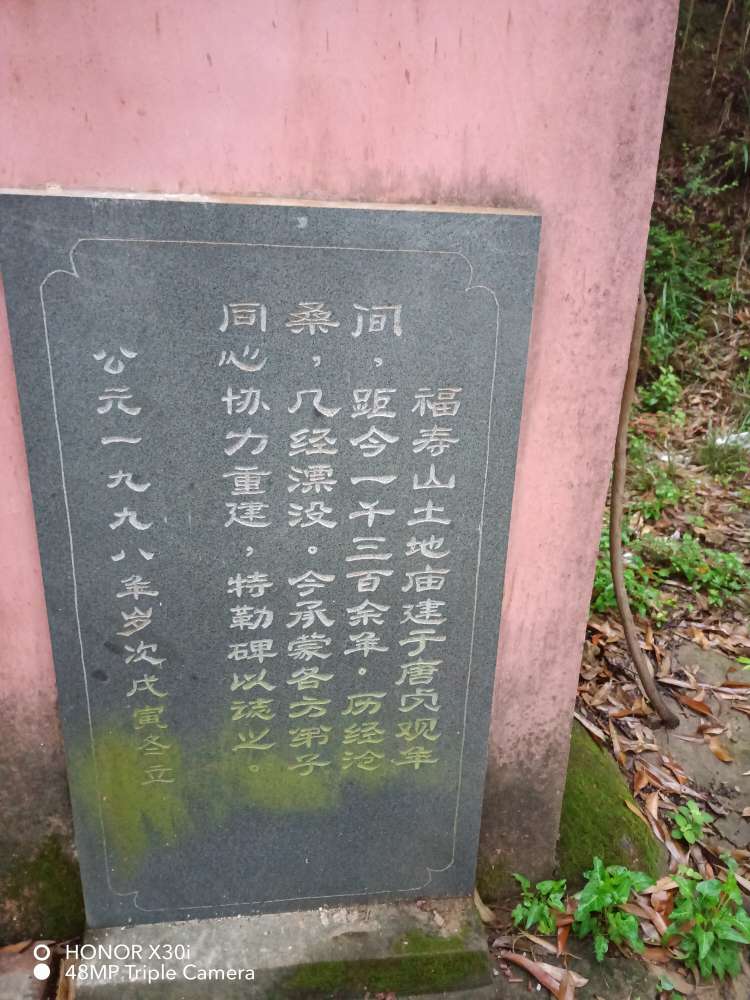 福寿山土地庙建于唐贞观年
间，距今一千三百余年。历经沧
桑，几经漂没。今承蒙各方弟子
同心协力重建，特勒碑以谈之。
公元一九九八年岁次戊寅冬立
HONOR X30i
48MP Triple Camera